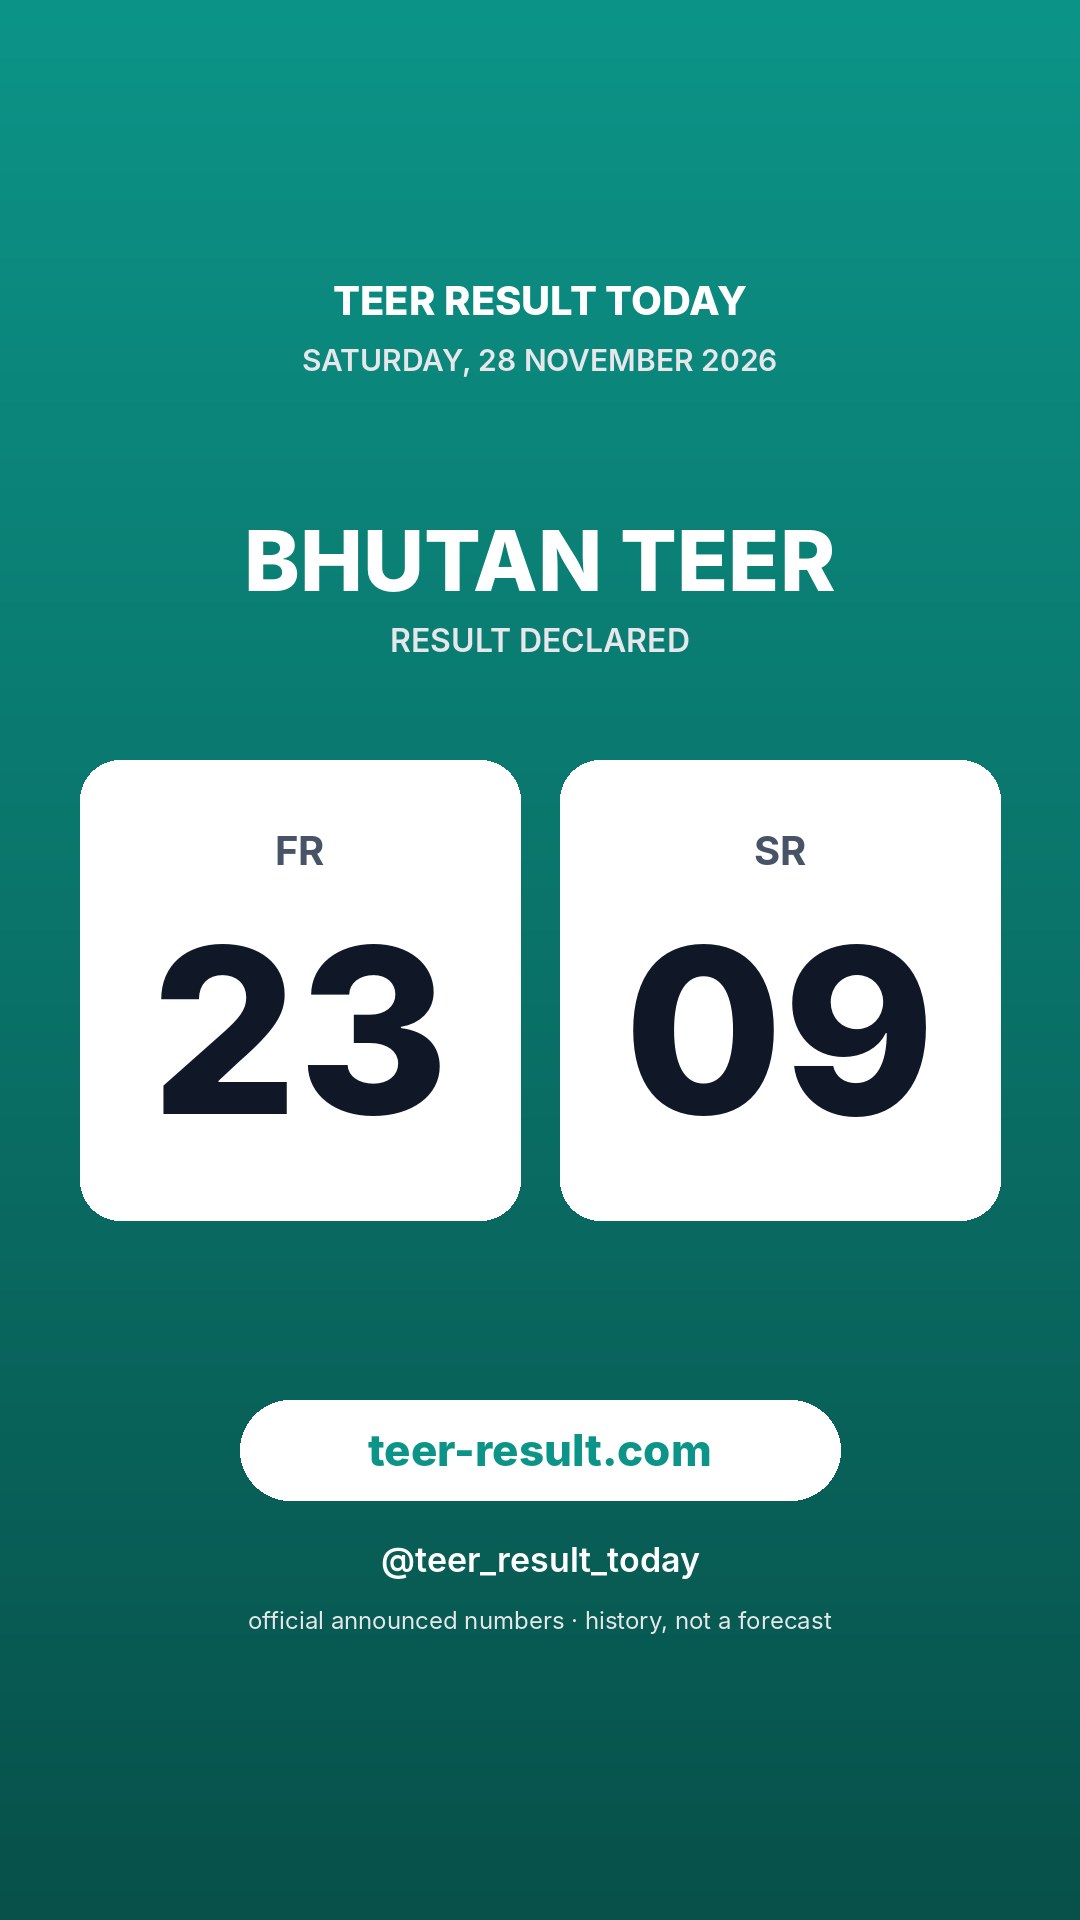 TEER RESULT TODAY
SATURDAY, 28 NOVEMBER 2026
BHUTAN TEER
RESULT DECLARED
FR
23
SR
09
teer-result.com
@teer_result_today
official announced numbers · history, not a forecast